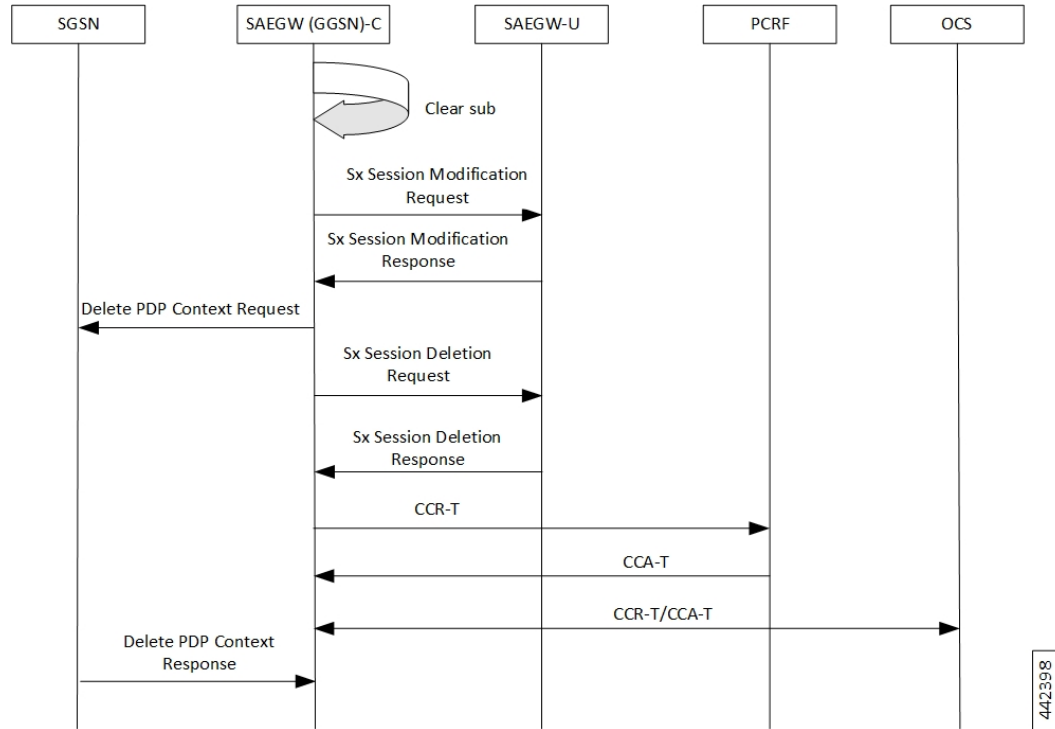 SGSN
SAEGW (GGSN)-C
SAEGW-U
PCRF
OCS
Clear sub
Sx Session Modification
Request
Sx Session Modification
Response
Delete PDP Context Request
Sx Session Deletion
Request
Sx Session Deletion
Response
CCR-T
CCA-T
CCR-T/CCA-T
Delete PDP Context
Response
442398